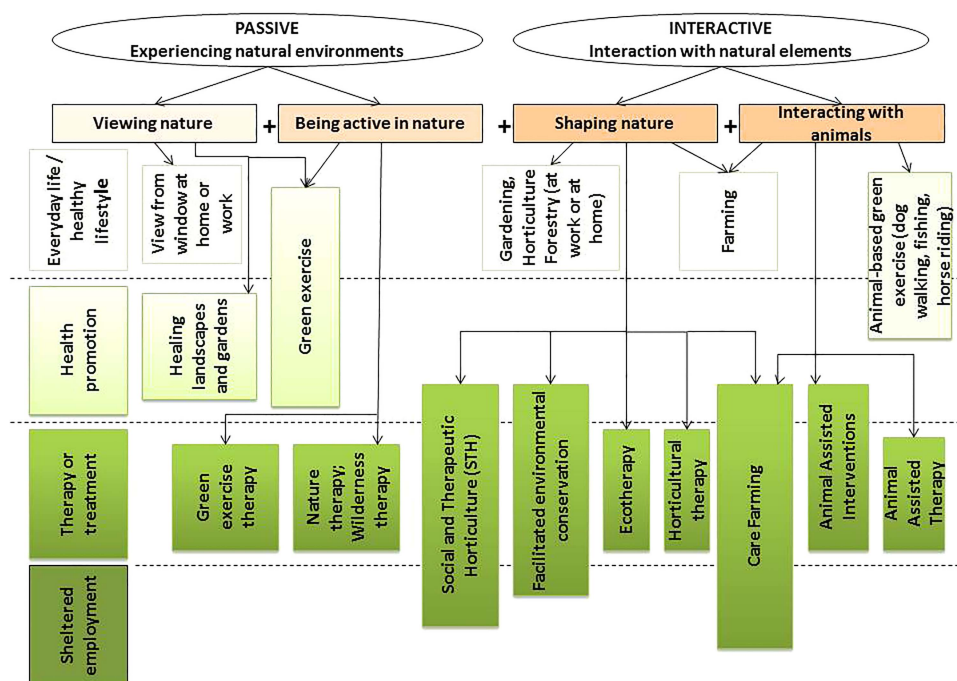 PASSIVE
Experiencing natural environments
INTERACTIVE
Interaction with natural elements
Viewing nature
+
Being active in nature
+
Shaping nature
+
Interacting with
animals
Everyday life /
healthy
lifestyle
View from
window at
home or
work
Green exercise
Gardening,
Horticulture
Forestry (at
work or at
home)
Farming
Animal-based green
exercise (dog
walking, fishing,
horse riding)
Health
promotion
Healing
landscapes
and gardens
Therapy or
treatment
Green
exercise
therapy
Nature
therapy;
Wilderness
therapy
Social and Therapeutic
Horticulture (STH)
Facilitated environmental
conservation
Ecotherapy
Horticultural
therapy
Care Farming
Animal Assisted
Interventions
Animal
Assisted
Therapy
Sheltered
employment